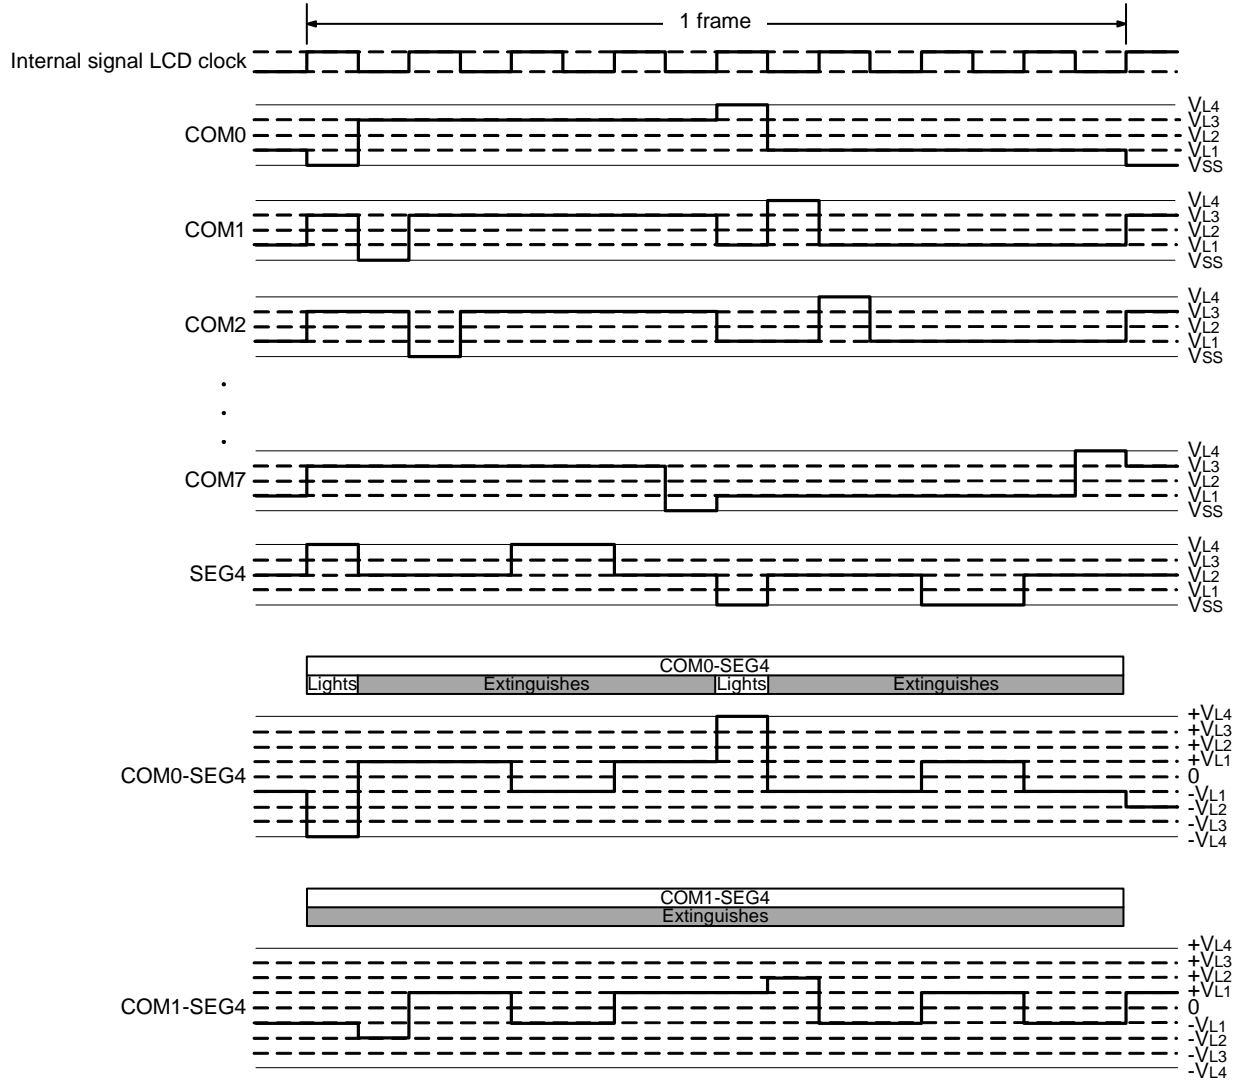 1 frame
Internal signal LCD clock
COM0
VL4
VL3
VL2
VL1
VSS
COM1
VL4
VL3
VL2
VL1
VSS
COM2
VL4
VL3
VL2
VL1
VSS
.
.
.
COM7
VL4
VL3
VL2
VL1
VSS
SEG4
VL4
VL3
VL2
VL1
VSS
COM0-SEG4
Lights Extinguishes Lights Extinguishes
COM0-SEG4
+VL4
+VL3
+VL2
+VL1
0
-VL1
-VL2
-VL3
-VL4
COM1-SEG4
Extinguishes
COM1-SEG4
+VL4
+VL3
+VL2
+VL1
0
-VL1
-VL2
-VL3
-VL4